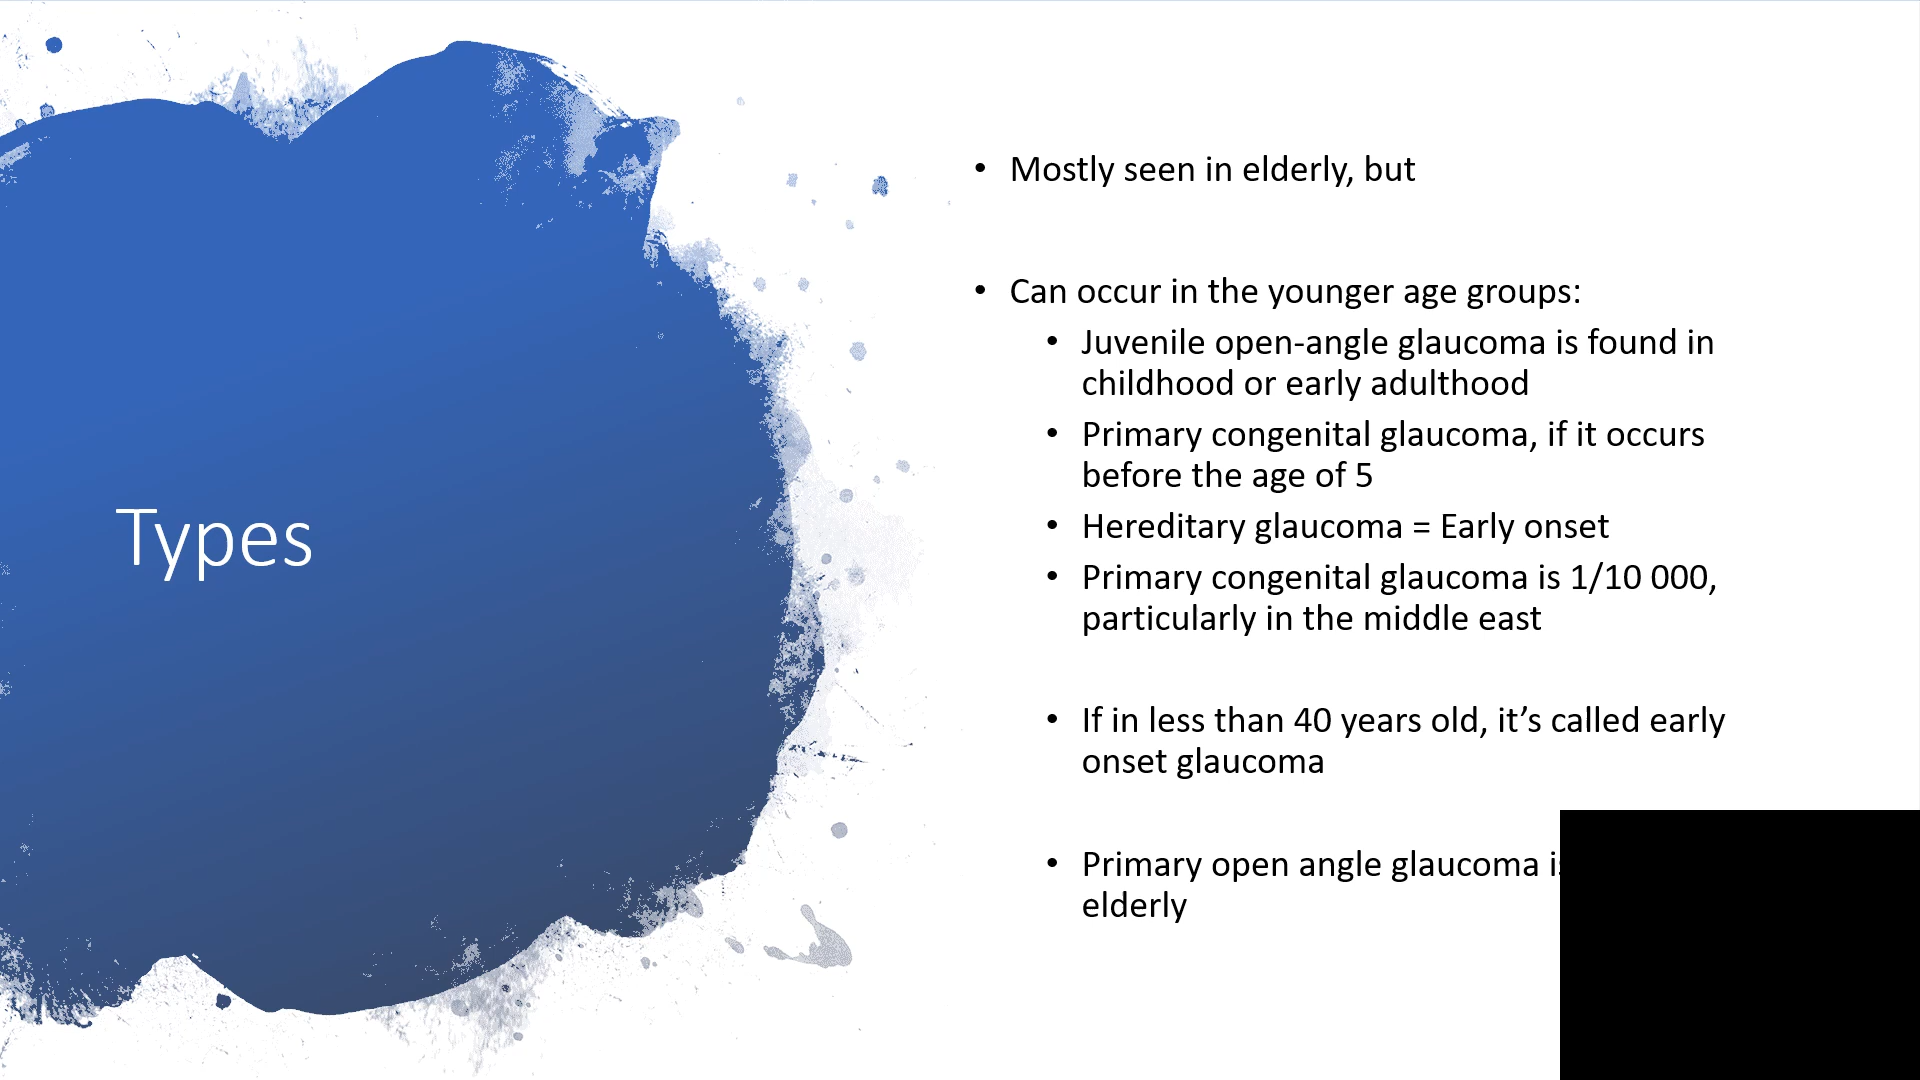 Types
• Mostly seen in elderly, but
• Can occur in the younger age groups:
• Juvenile open-angle glaucoma is found in
childhood or early adulthood
• Primary congenital glaucoma, if it occurs
before the age of 5
• Hereditary glaucoma = Early onset
• Primary congenital glaucoma is 1/10 000,
particularly in the middle east
• If in less than 40 years old, it’s called early
onset glaucoma
• Primary open angle glaucoma
elderly